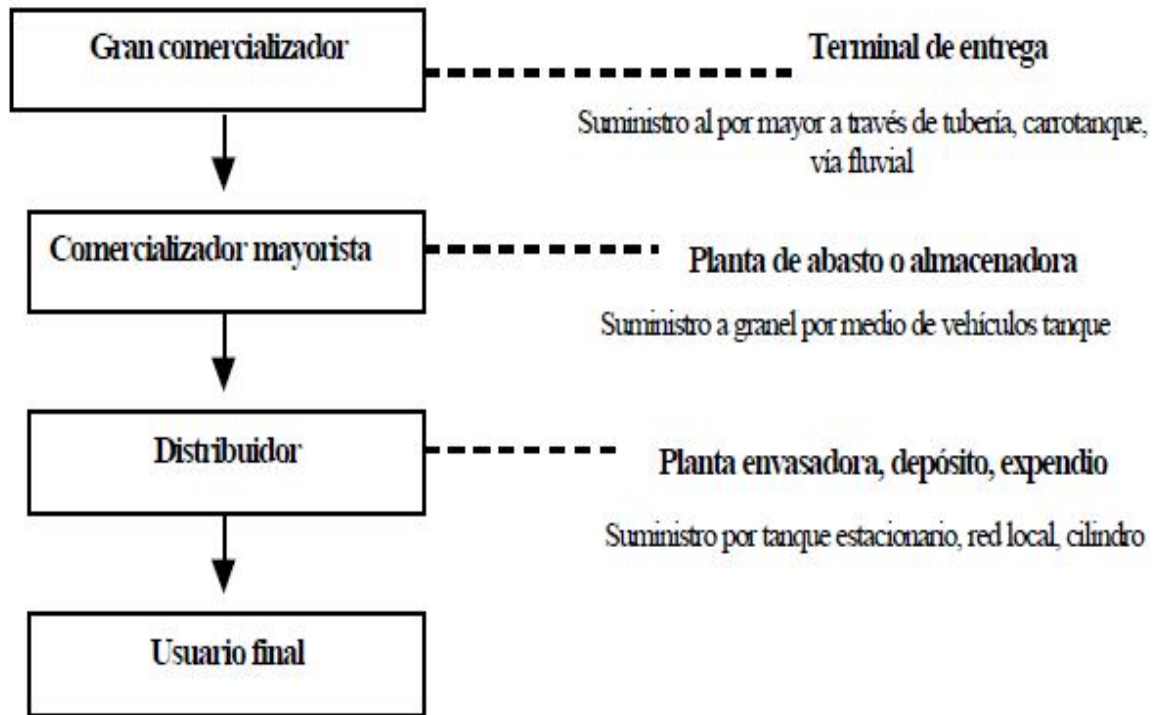 Gran comercializador
Terminal de entrega
Suministro al por mayor a través de tubería, carrotanque,
vía fluvial
Comercializador mayorista
Planta de abasto o almacenadora
Suministro a granel por medio de vehículos tanque
Distribuidor
Planta envasadora, depósito, expendio
Suministro por tanque estacionario, red local, cilindro
Usuario final